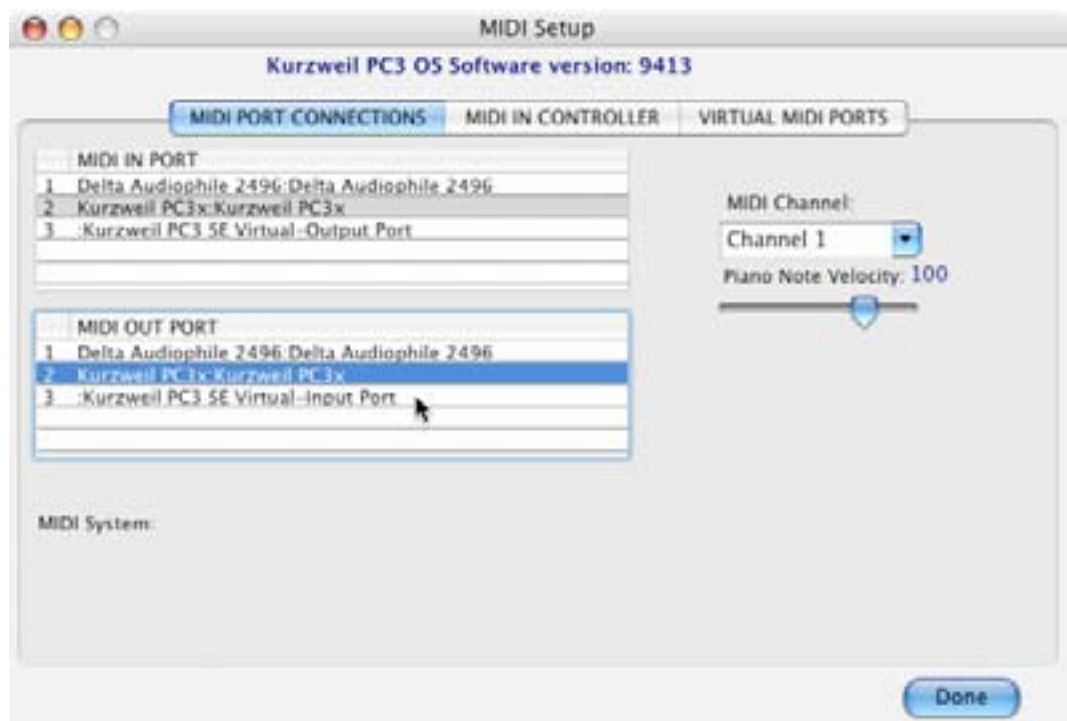 MIDI Setup
Kurzweil PC3 OS Software version: 9413
MIDI PORT CONNECTIONS
MIDI IN CONTROLLER
VIRTUAL MIDI PORTS
MIDI IN PORT
1 Delta Audiophile 2496:Delta Audiophile 2496
2 Kurzweil PC3x:Kurzweil PC3x
3 :Kurzweil PC3 SE Virtual-Output Port
MIDI Channel:
Channel 1
Piano Note Velocity: 100
MIDI OUT PORT
1 Delta Audiophile 2496:Delta Audiophile 2496
2 Kurzweil PC3x:Kurzweil PC3x
3 :Kurzweil PC3 SE Virtual-Input Port
MIDI System:
Done